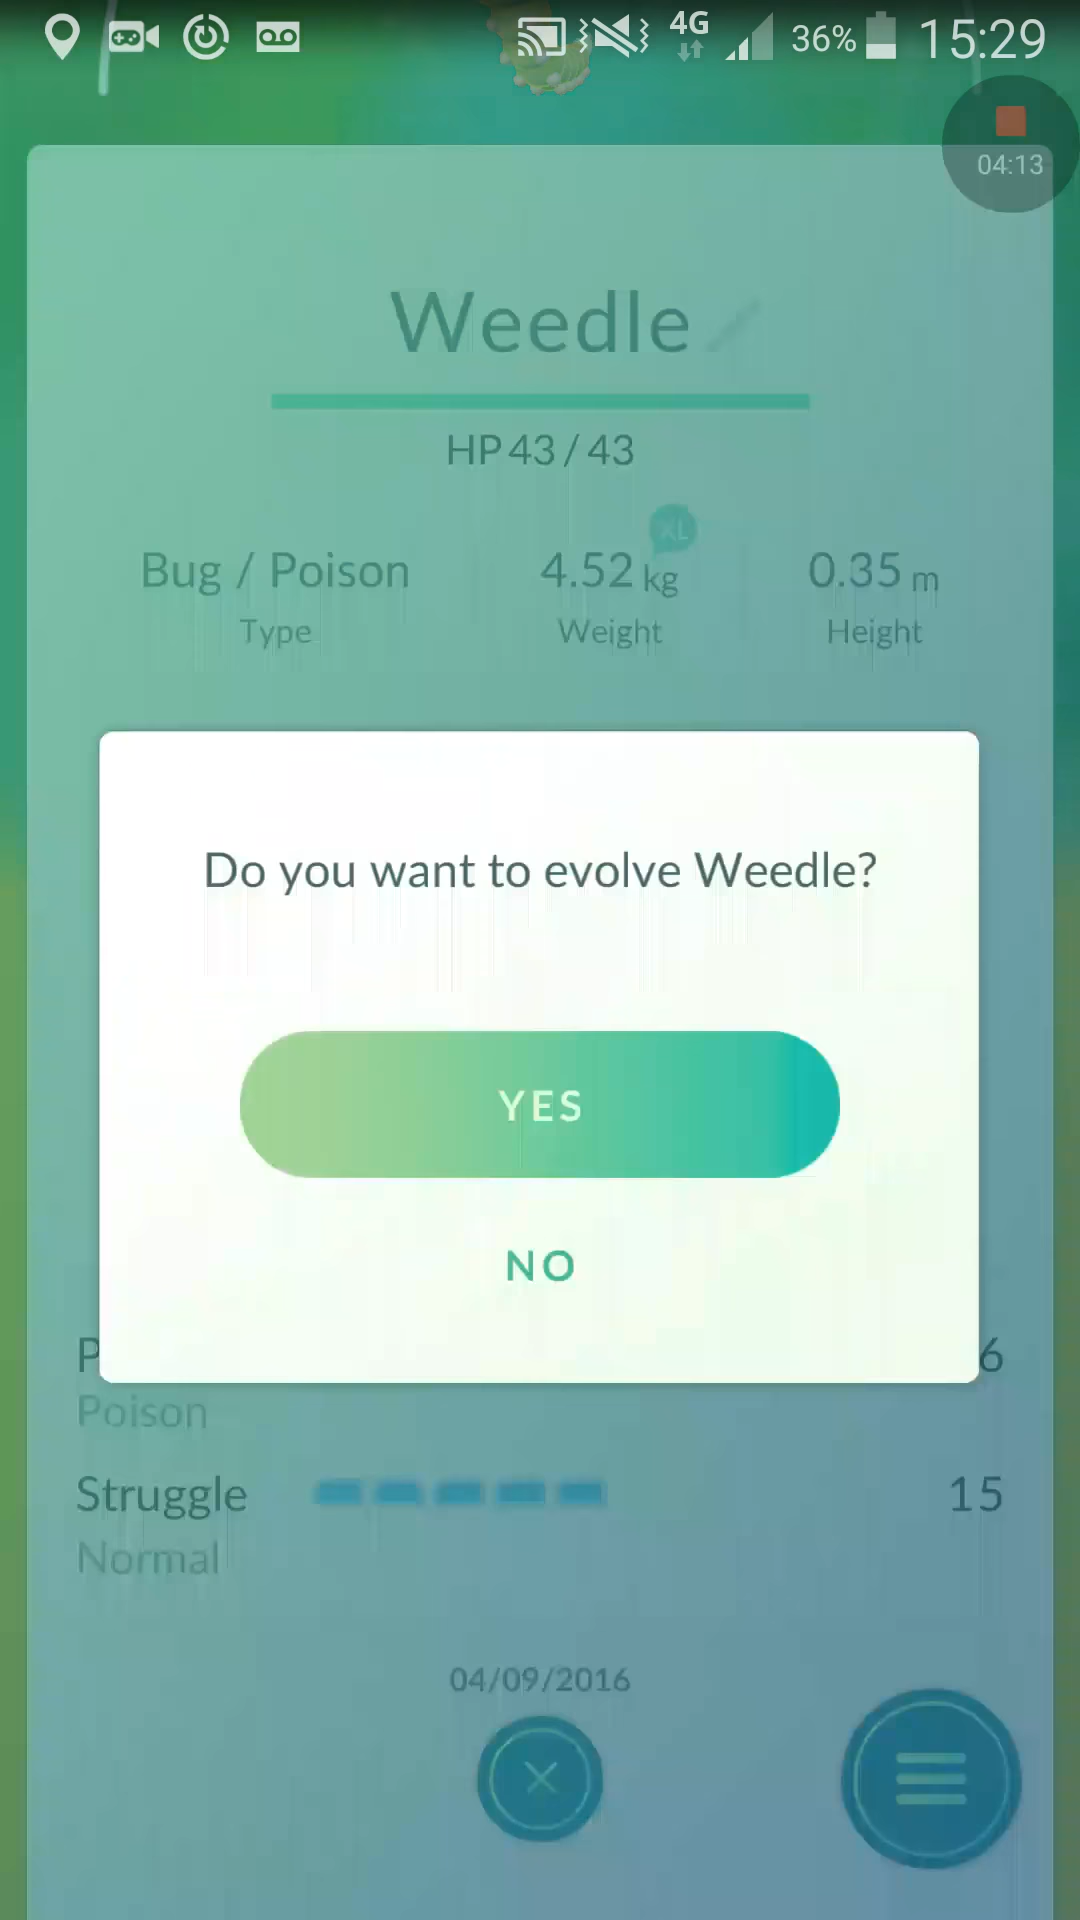 4G 36% 15:29
04:13
Weedle
HP 43 / 43
XL
Bug / Poison 4.52 kg 0.35 m
Type Weight Height
Do you want to evolve Weedle?
YES
NO
P 6
Poison
Struggle 15
Normal
04/09/2016